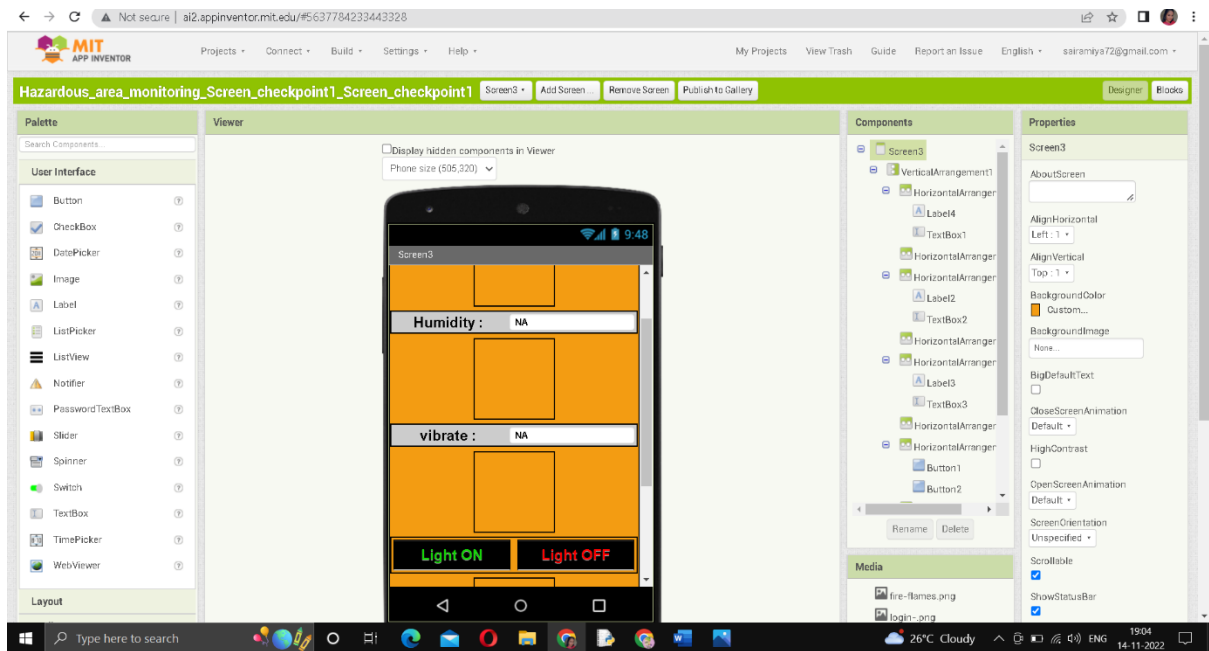 Not secure | ai2.appinventor.mit.edu/#5637784233443328
MIT
APP INVENTOR
Projects Connect Build Settings Help My Projects View Trash Guide Report an Issue English sairamiya72@gmail.com
Hazardous_area_monitoring_Screen_checkpoint1_Screen_checkpoint1 Screen3 Add Screen ... Remove Screen Publish to Gallery Designer Blocks
Palette
Search Components...
User Interface
Button
CheckBox
DatePicker
Image
Label
ListPicker
ListView
Notifier
PasswordTextBox
Slider
Spinner
Switch
TextBox
TimePicker
WebViewer
Layout
Viewer
Display hidden components in Viewer
Phone size (505,320)
9:48
Screen3
Humidity : NA
vibrate : NA
Light ON Light OFF
Components
Screen3
VerticalArrangement1
HorizontalArranger
Label4
TextBox1
HorizontalArranger
HorizontalArranger
Label2
TextBox2
HorizontalArranger
HorizontalArranger
Label3
TextBox3
HorizontalArranger
HorizontalArranger
Button1
Button2
Rename Delete
Media
fire-flames.png
login-.png
Properties
Screen3
AboutScreen
AlignHorizontal
Left : 1
AlignVertical
Top : 1
BackgroundColor
Custom...
BackgroundImage
None...
BigDefaultText
CloseScreenAnimation
Default
HighContrast
OpenScreenAnimation
Default
ScreenOrientation
Unspecified
Scrollable
ShowStatusBar
Type here to search 26°C Cloudy ENG 19:04
14-11-2022